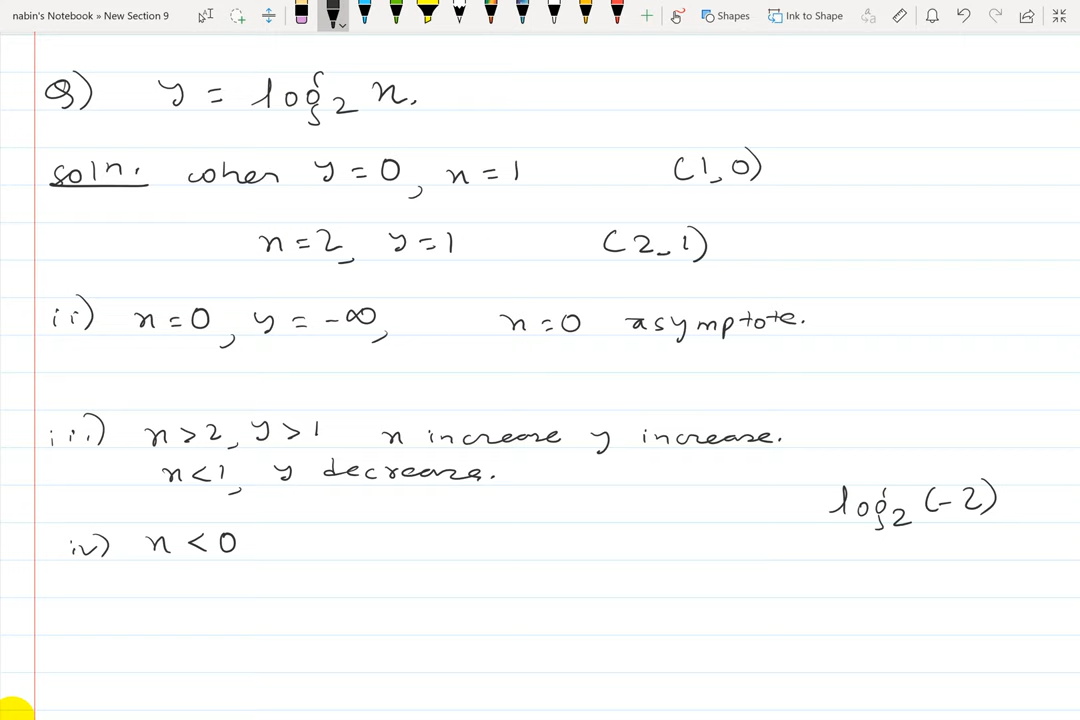 nabin's Notebook » New Section 9 Shapes Ink to Shape
Q) y = log₂ x.
soln. when y = 0, x = 1 (1, 0)
x = 2, y = 1 (2, 1)
ii) x = 0, y = -∞, x = 0 asymptote.
iii) x > 2, y > 1 x increase y increase.
x < 1, y decrease.
log₂ (-2)
iv) x < 0